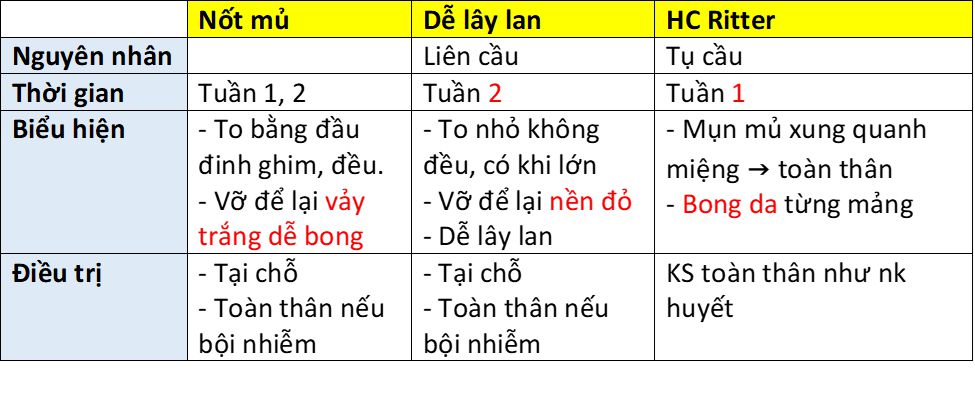 Nốt mủ Dễ lây lan HC Ritter
Nguyên nhân Liên cầu Tụ cầu
Thời gian Tuần 1, 2 Tuần 2 Tuần 1
Biểu hiện
- To bằng đầu
đinh ghim, đều.
- Vỡ để lại vảy
trắng dễ bong
- To nhỏ không
đều, có khi lớn
- Vỡ để lại nền đỏ
- Dễ lây lan
- Mụn mủ xung quanh
miệng → toàn thân
- Bong da từng mảng
Điều trị
- Tại chỗ
- Toàn thân nếu
bội nhiễm
- Tại chỗ
- Toàn thân nếu
bội nhiễm
KS toàn thân như nk
huyết